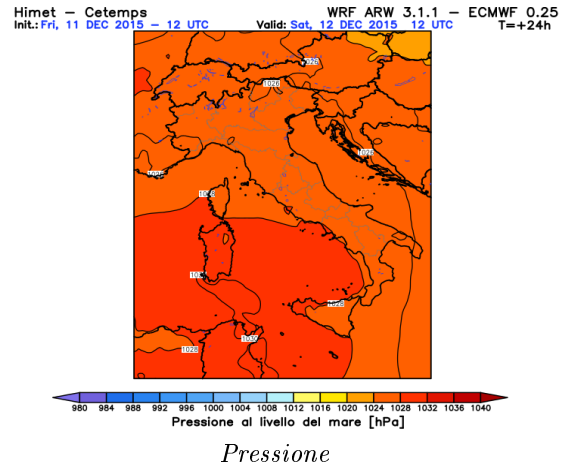 Himet – Cetemps WRF ARW 3.1.1 – ECMWF 0.25
Init.: Fri, 11 DEC 2015 – 12 UTC Valid: Sat, 12 DEC 2015 12 UTC T=+24h
1026
1026
1028
1030
1028
980 984 988 992 996 1000 1004 1008 1012 1016 1020 1024 1028 1032 1036 1040
Pressione al livello del mare [hPa]
Pressione